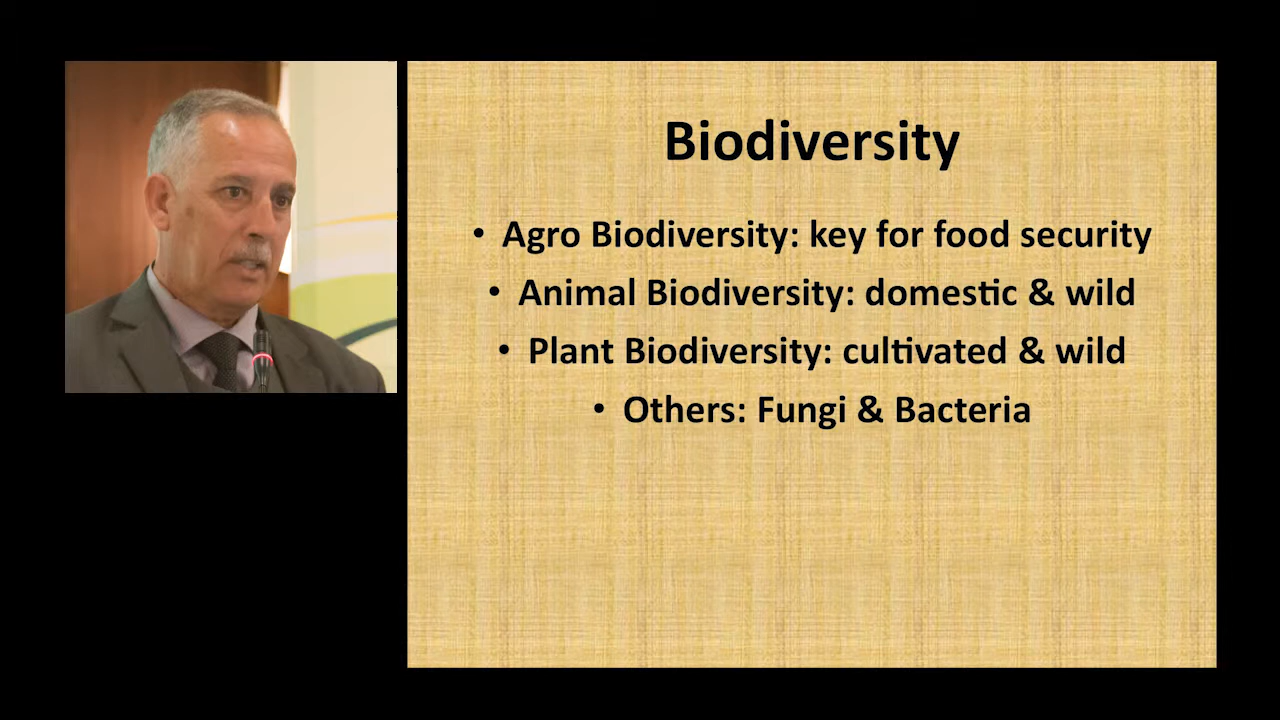 Biodiversity
• Agro Biodiversity: key for food security
• Animal Biodiversity: domestic & wild
• Plant Biodiversity: cultivated & wild
• Others: Fungi & Bacteria